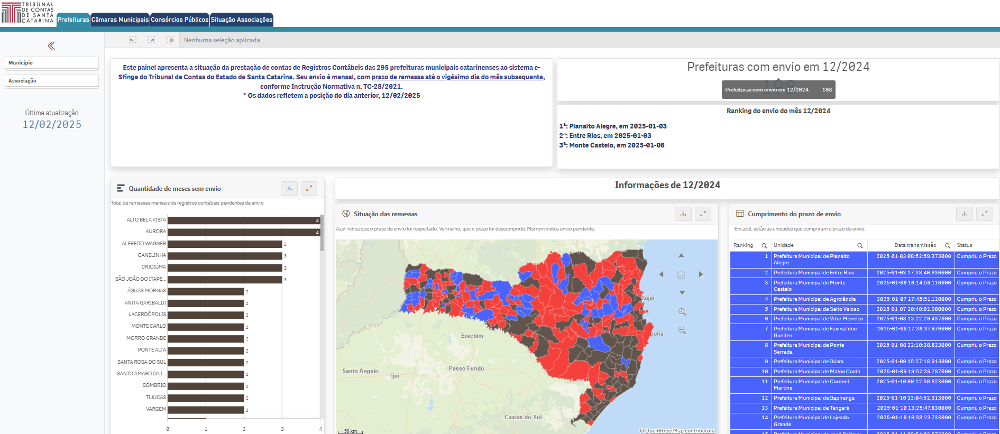 TRIBUNAL
DE CONTAS
DE SANTA
CATARINA
Prefeituras
Câmaras Municipais
Consórcios Públicos
Situação Associações
Nenhuma seleção aplicada
Município
Associação
Última atualização
12/02/2025
Este painel apresenta a situação da prestação de contas de Registros Contábeis das 295 prefeituras municipais catarinenses ao sistema e-
Sfinge do Tribunal de Contas do Estado de Santa Catarina. Seu envio é mensal, com prazo de remessa até o vigésimo dia do mês subsequente,
conforme Instrução Normativa n. TC-28/2021.
* Os dados refletem a posição do dia anterior, 12/02/2025
Prefeituras com envio em 12/2024
198
Prefeituras com envio em 12/2024: 198
Ranking do envio do mês 12/2024
1ª: Planalto Alegre, em 2025-01-03
2ª: Entre Rios, em 2025-01-03
3ª: Monte Castelo, em 2025-01-06
Quantidade de meses sem envio
Total de remessas mensais de registros contábeis pendentes de envio
ALTO BELA VISTA 4
AURORA 4
ALFREDO WAGNER 3
CANELINHA 3
CRICIÚMA 3
SÃO JOÃO DO ITAPE... 3
ÁGUAS MORNAS 2
ANITA GARIBALDI 2
LACERDÓPOLIS 2
MONTE CARLO 2
MORRO GRANDE 2
PONTE ALTA 2
SANTA ROSA DO SUL 2
SANTO AMARO DA I... 2
SOMBRIO 2
TIJUCAS 2
VARGEM 2
0 1 2 3 4
Informações de 12/2024
Situação das remessas
Azul indica que o prazo de envio foi respeitado. Vermelho, que o prazo foi descumprido. Marrom indica envio pendente.
Itajaí
polis
Erechim
Passo Fundo
Santo Ângelo
Ijuí
Caxias do Sul
50 km
© OpenStreetMap contributors
Cumprimento do prazo de envio
Em azul, estão as unidades que cumpriram o prazo de envio.
Ranking Unidade Data transmissão Status
1 Prefeitura Municipal de Planalto 2025-01-03 08:52:59.373000 Cumpriu o Prazo
Alegre
2 Prefeitura Municipal de Entre Rios 2025-01-03 17:38:46.830000 Cumpriu o Prazo
3 Prefeitura Municipal de Monte 2025-01-06 16:14:59.110000 Cumpriu o Prazo
Castelo
4 Prefeitura Municipal de Agrolândia 2025-01-07 17:45:51.120000 Cumpriu o Prazo
5 Prefeitura Municipal de Salto Veloso 2025-01-07 20:40:02.980000 Cumpriu o Prazo
6 Prefeitura Municipal de Vitor Meireles 2025-01-08 13:22:29.437000 Cumpriu o Prazo
7 Prefeitura Municipal de Faxinal dos 2025-01-08 17:36:37.970000 Cumpriu o Prazo
Guedes
8 Prefeitura Municipal de Ponte 2025-01-08 22:10:38.823000 Cumpriu o Prazo
Serrada
9 Prefeitura Municipal de Ibiam 2025-01-09 15:27:18.913000 Cumpriu o Prazo
10 Prefeitura Municipal de Matos Costa 2025-01-09 19:52:39.787000 Cumpriu o Prazo
11 Prefeitura Municipal de Coronel 2025-01-10 09:12:30.823000 Cumpriu o Prazo
Martins
12 Prefeitura Municipal de Itapiranga 2025-01-10 13:04:52.313000 Cumpriu o Prazo
13 Prefeitura Municipal de Tangará 2025-01-10 13:25:47.830000 Cumpriu o Prazo
14 Prefeitura Municipal de Lajeado 2025-01-10 16:38:23.733000 Cumpriu o Prazo
Grande